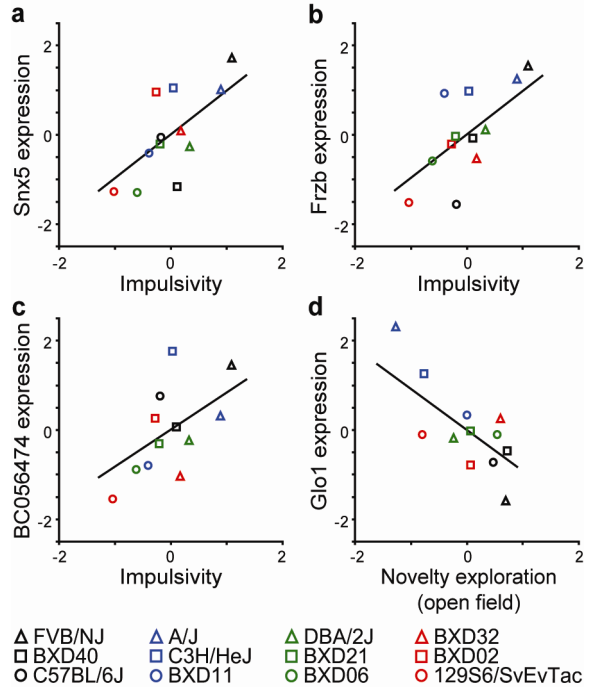 a
b
Snx5 expression
2
0
-2
-2
0
2
Impulsivity
Frzb expression
2
0
-2
-2
0
2
Impulsivity
c
d
BC056474 expression
2
0
-2
-2
0
2
Impulsivity
Glo1 expression
2
0
-2
-2
0
2
Novelty exploration
(open field)
FVB/NJ
A/J
DBA/2J
BXD32
BXD40
C3H/HeJ
BXD21
BXD02
C57BL/6J
BXD11
BXD06
129S6/SvEvTac